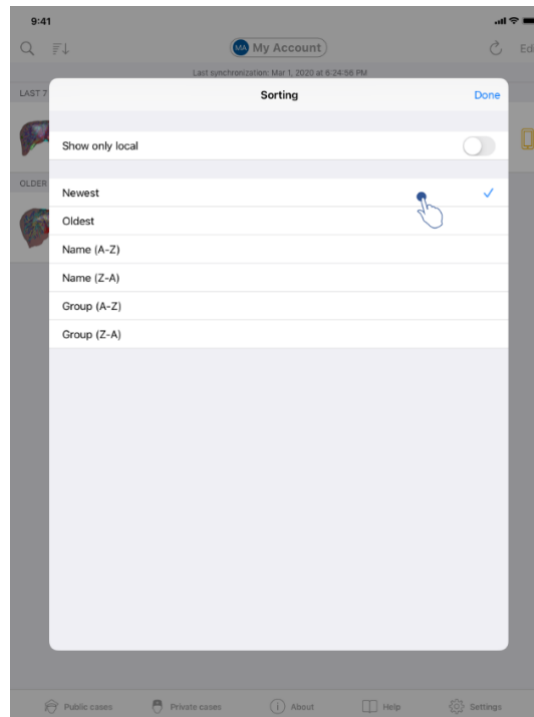 9:41
MA My Account
Edi
Last synchronization: Mar 1, 2020 at 6:24:56 PM
LAST 7
Sorting
Done
Show only local
OLDER
Newest
Oldest
Name (A-Z)
Name (Z-A)
Group (A-Z)
Group (Z-A)
Public cases Private cases About Help Settings